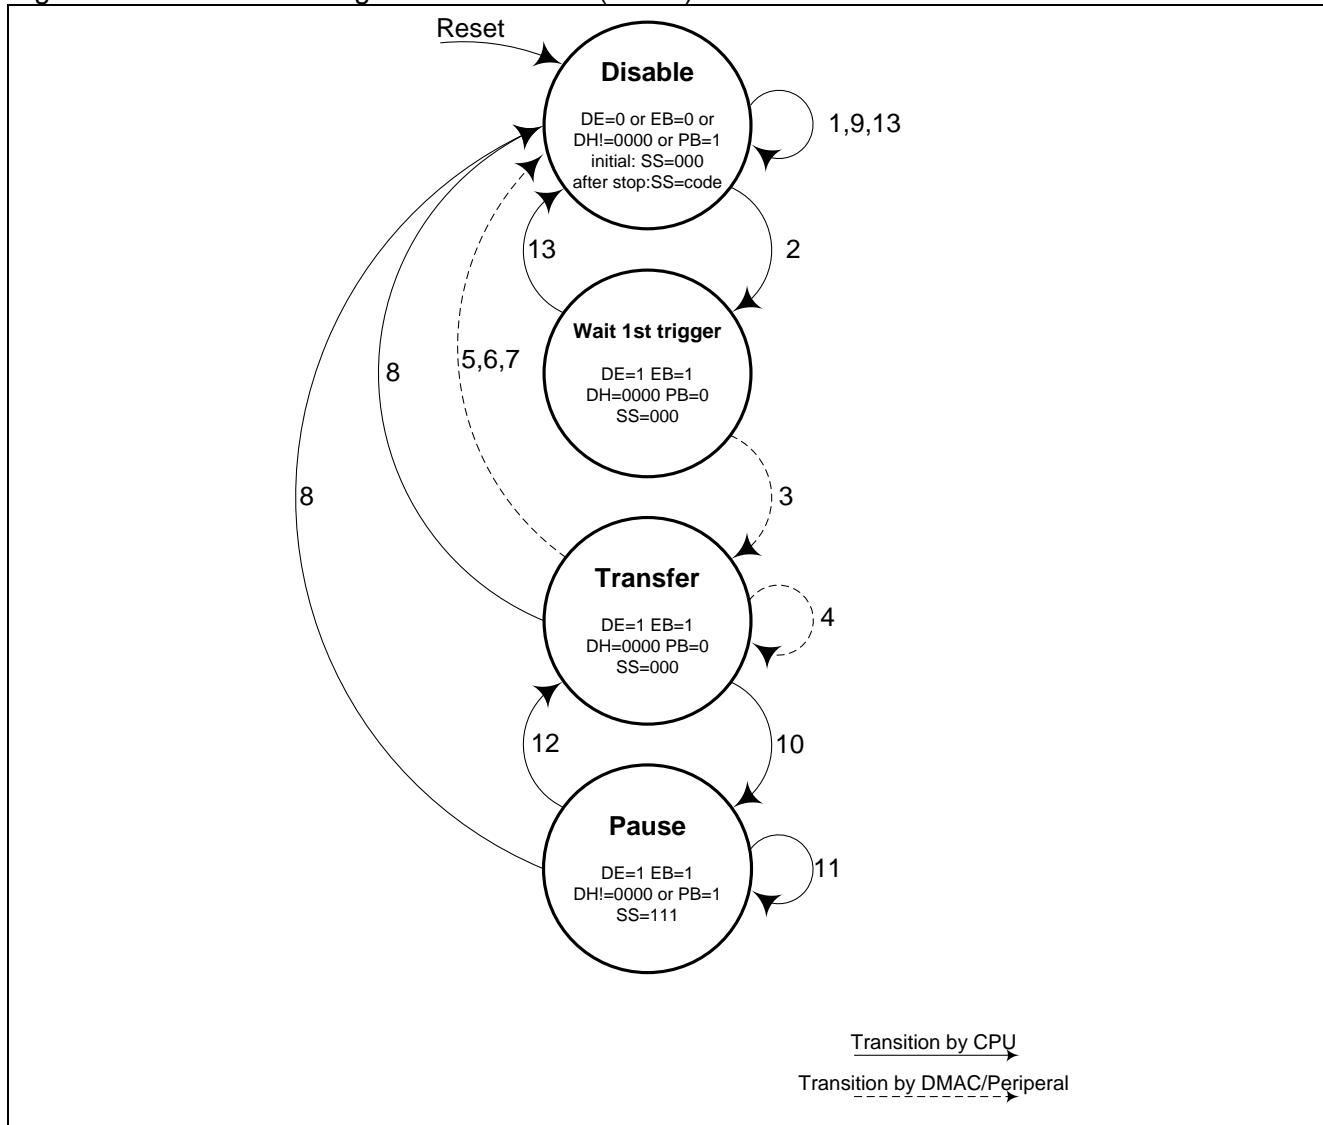 Reset
Disable
DE=0 or EB=0 or
DH!=0000 or PB=1
initial: SS=000
after stop:SS=code
1,9,13
13
2
Wait 1st trigger
DE=1 EB=1
DH=0000 PB=0
SS=000
5,6,7
8
8
3
Transfer
DE=1 EB=1
DH=0000 PB=0
SS=000
4
12
10
Pause
DE=1 EB=1
DH!=0000 or PB=1
SS=111
11
Transition by CPU
Transition by DMAC/Periperal